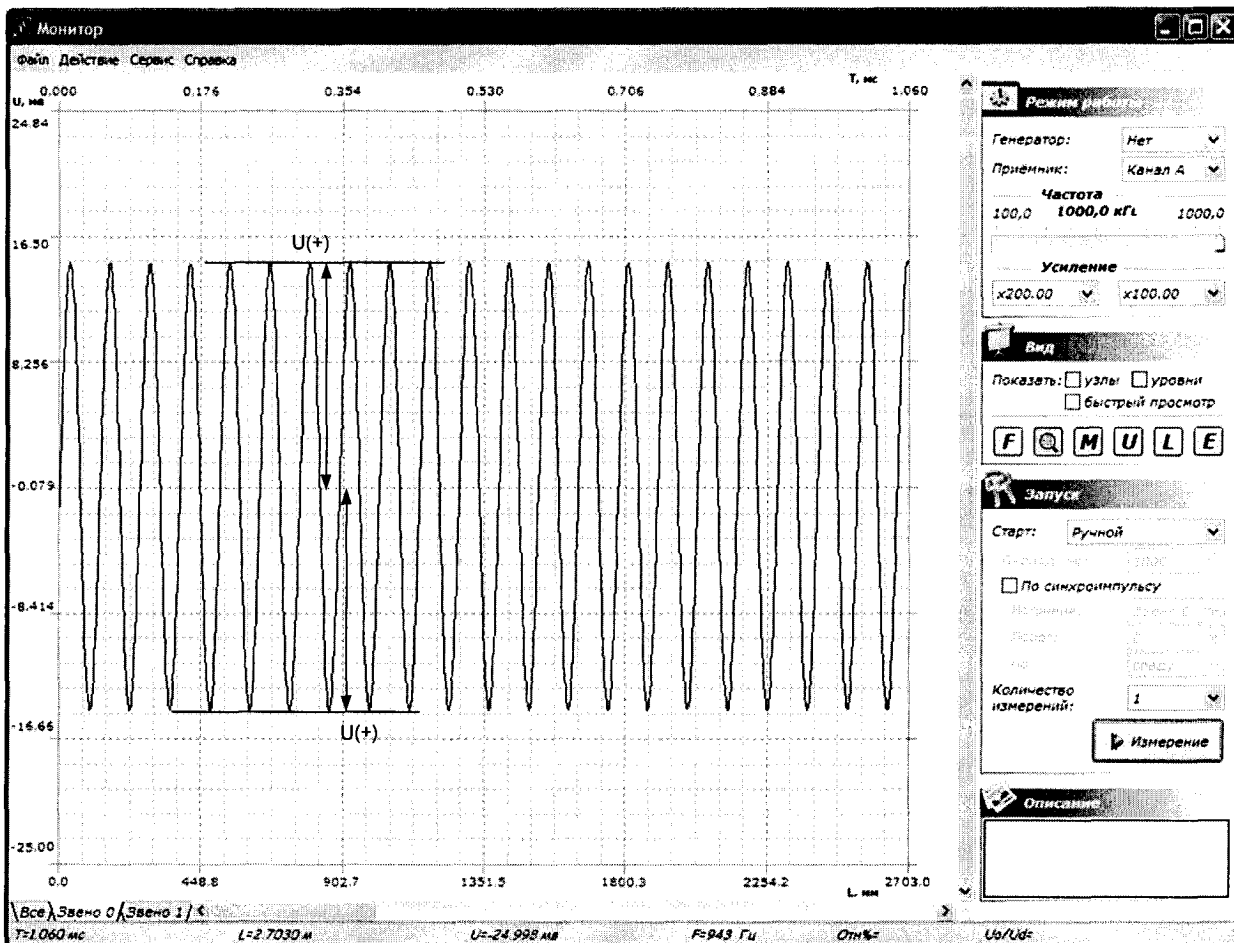 Монитор
Файл Действие Сервис Справка
T, мс
0.000 0.176 0.354 0.530 0.706 0.884 1.060
U, мв
24.84
16.50
8,256
-0.079
-8.414
-16.66
-25.00
U(+)
U(+)
0.0 448.8 902.7 1351.5 1800.3 2254.2 2703.0
L, мм
Все Звено 0 Звено 1
T=1.060 мс L=2.7030 м U=-24.998 мв F=943 Гц Отн%= Uo/Ud=
Режим работы
Генератор: Нет
Приёмник: Канал А
Частота
100,0 1000,0 кГц 1000,0
Усиление
x200.00 x100.00
Вид
Показать: узлы уровни
быстрый просмотр
F M U L E
Запуск
Старт: Ручной
По синхроимпульсу
Количество измерений: 1
Измерение
Описание